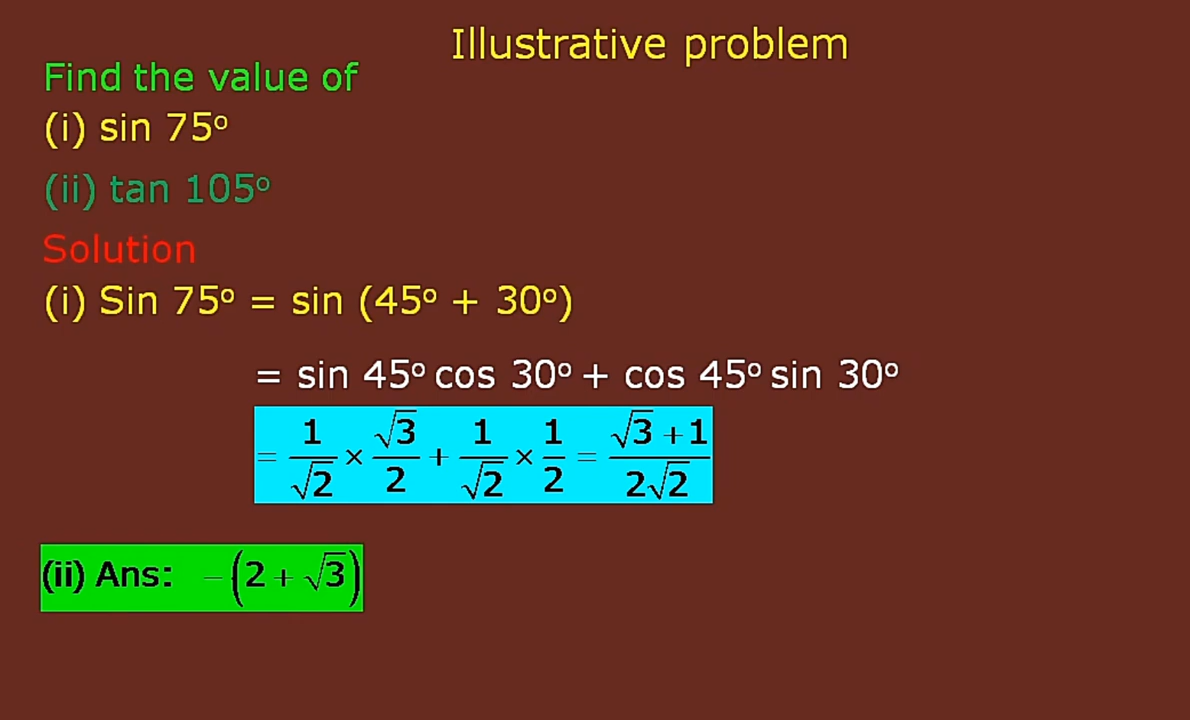 Illustrative problem
Find the value of
(i) sin 75°
(ii) tan 105°
Solution
(i) Sin 75° = sin (45° + 30°)
= sin 45° cos 30° + cos 45° sin 30°
= 1/√2 × √3/2 + 1/√2 × 1/2 = √3 + 1/2√2
(ii) Ans: −(2 + √3)